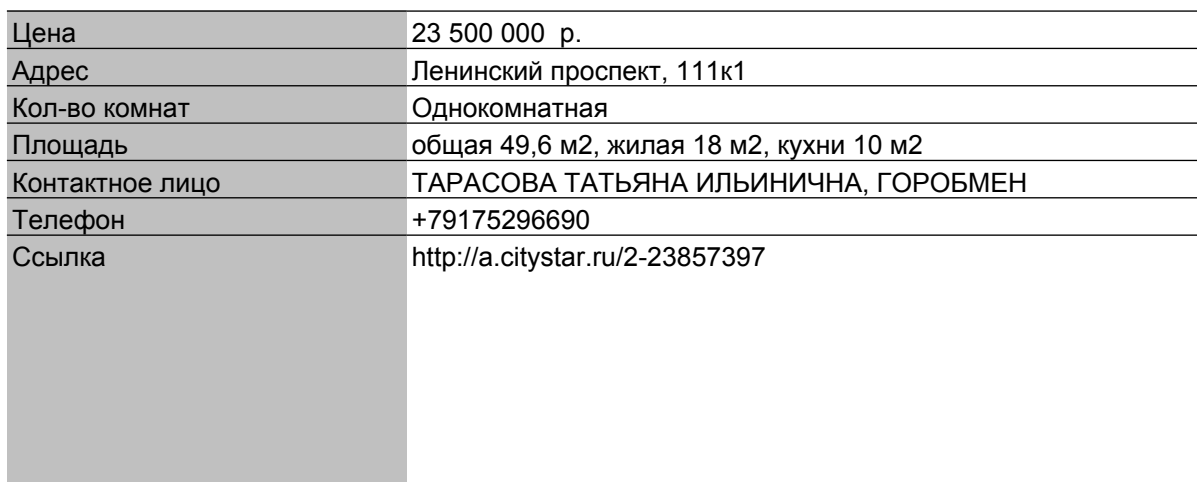 Цена 23 500 000 р.
Адрес Ленинский проспект, 111к1
Кол-во комнат Однокомнатная
Площадь общая 49,6 м2, жилая 18 м2, кухни 10 м2
Контактное лицо ТАРАСОВА ТАТЬЯНА ИЛЬИНИЧНА, ГОРОБМЕН
Телефон +79175296690
Ссылка http://a.citystar.ru/2-23857397